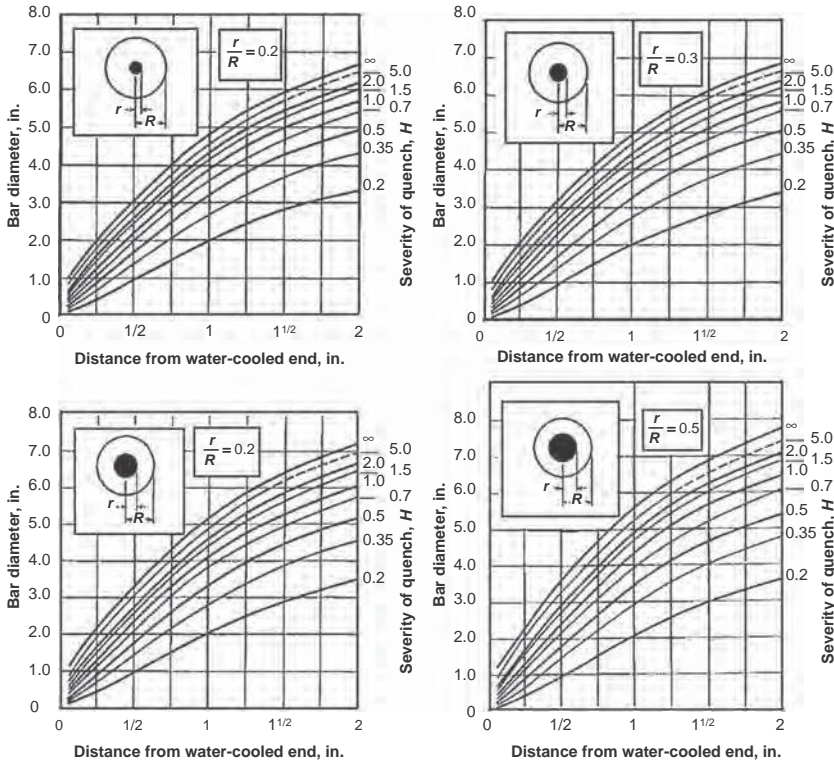 8.0
7.0
6.0
5.0
4.0
3.0
2.0
1.0
0
Bar diameter, in.
r
R
r/R = 0.2
∞
5.0
2.0
1.5
1.0
0.7
0.5
0.35
0.2
Severity of quench, H
0 1/2 1 1 1/2 2
Distance from water-cooled end, in.
8.0
7.0
6.0
5.0
4.0
3.0
2.0
1.0
0
Bar diameter, in.
r
R
r/R = 0.3
∞
5.0
2.0
1.5
1.0
0.7
0.5
0.35
0.2
Severity of quench, H
0 1/2 1 1 1/2 2
Distance from water-cooled end, in.
8.0
7.0
6.0
5.0
4.0
3.0
2.0
1.0
0
Bar diameter, in.
r
R
r/R = 0.2
∞
5.0
2.0
1.5
1.0
0.7
0.5
0.35
0.2
Severity of quench, H
0 1/2 1 1 1/2 2
Distance from water-cooled end, in.
8.0
7.0
6.0
5.0
4.0
3.0
2.0
1.0
0
Bar diameter, in.
r
R
r/R = 0.5
∞
5.0
2.0
1.5
1.0
0.7
0.5
0.35
0.2
Severity of quench, H
0 1/2 1 1 1/2 2
Distance from water-cooled end, in.